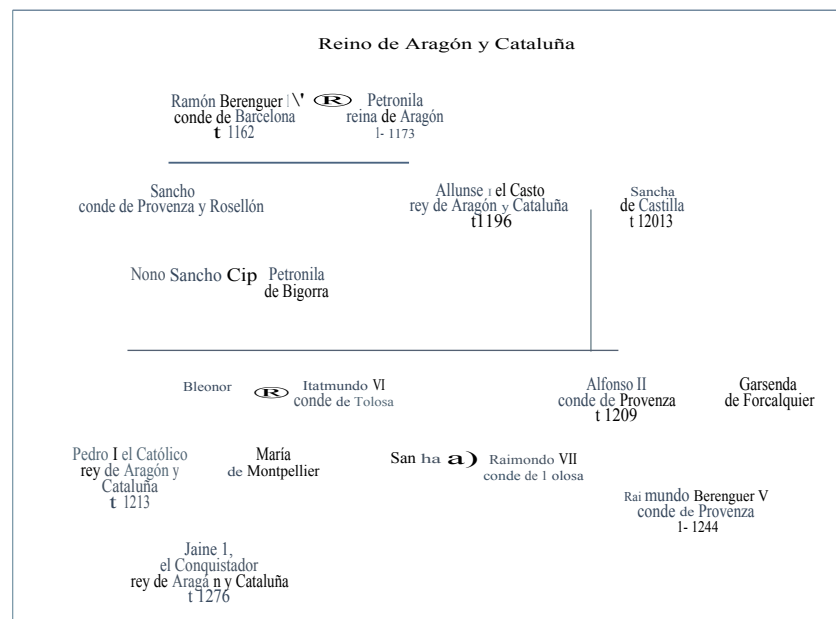 Reino de Aragón y Cataluña
Ramón Berenguer l\' ® Petronila
conde de Barcelona reina de Aragón
t 1162 l- 1173
Sancho
conde de Provenza y Rosellón
Allunse ı el Casto
rey de Aragón y Cataluña
t1196
Sancha
de Castilla
t 12013
Nono Sancho Cip Petronila
de Bigorra
Bleonor ® Itatmundo VI
conde de Tolosa
Alfonso II
conde de Provenza
t 1209
Garsenda
de Forcalquier
Pedro I el Católico
rey de Aragón y
Cataluña
t 1213
María
de Montpellier
San ha a) Raimondo VII
conde de l olosa
Rai mundo Berenguer V
conde de Provenza
l- 1244
Jaine 1,
el Conquistador
rey de Aragá n y Cataluña
t 1276